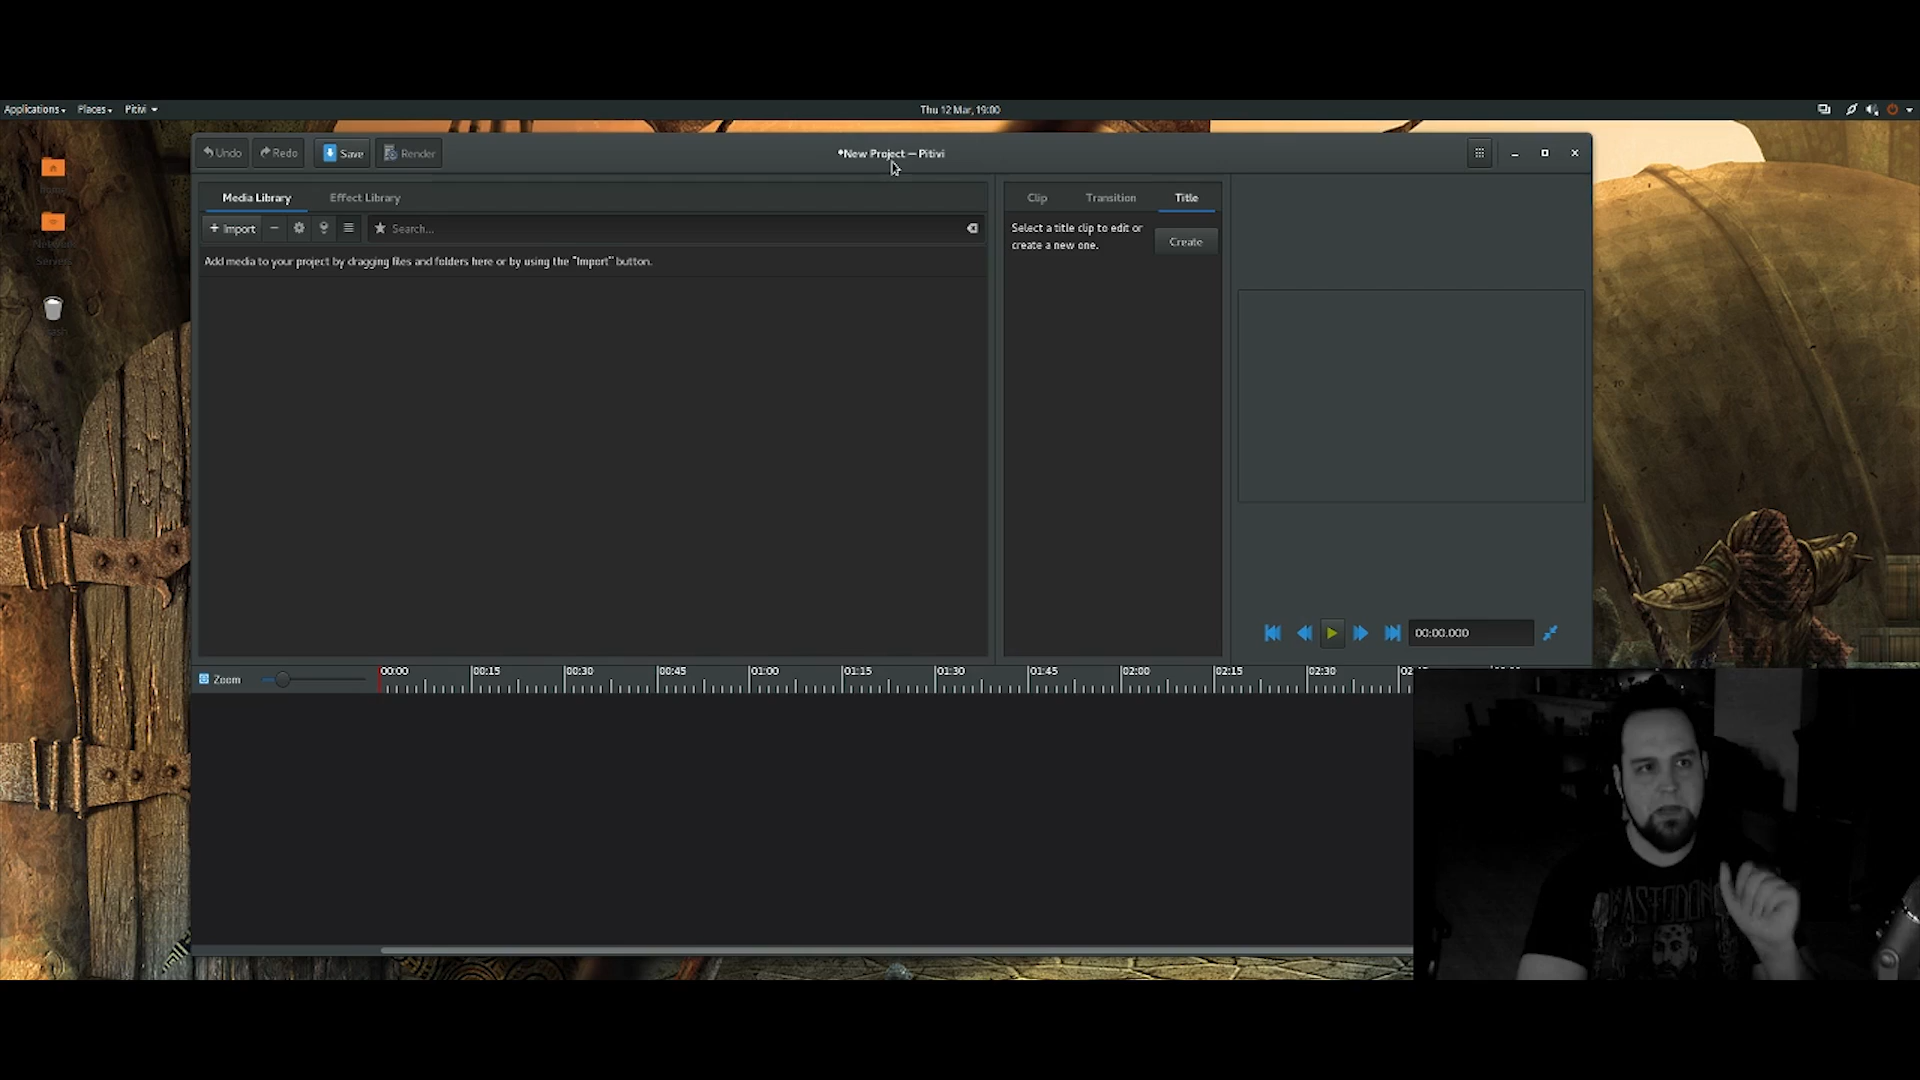 Applications Places Pitivi Thu 12 Mar, 19:00
Undo Redo Save Render *New Project — Pitivi
Media Library Effect Library Clip Transition Title
Import Search...
Select a title clip to edit or
create a new one.
Create
Add media to your project by dragging files and folders here or by using the "Import" button.
00:00.000
Zoom 00:00 00:15 00:30 00:45 01:00 01:15 01:30 01:45 02:00 02:15 02:30
MASTODON